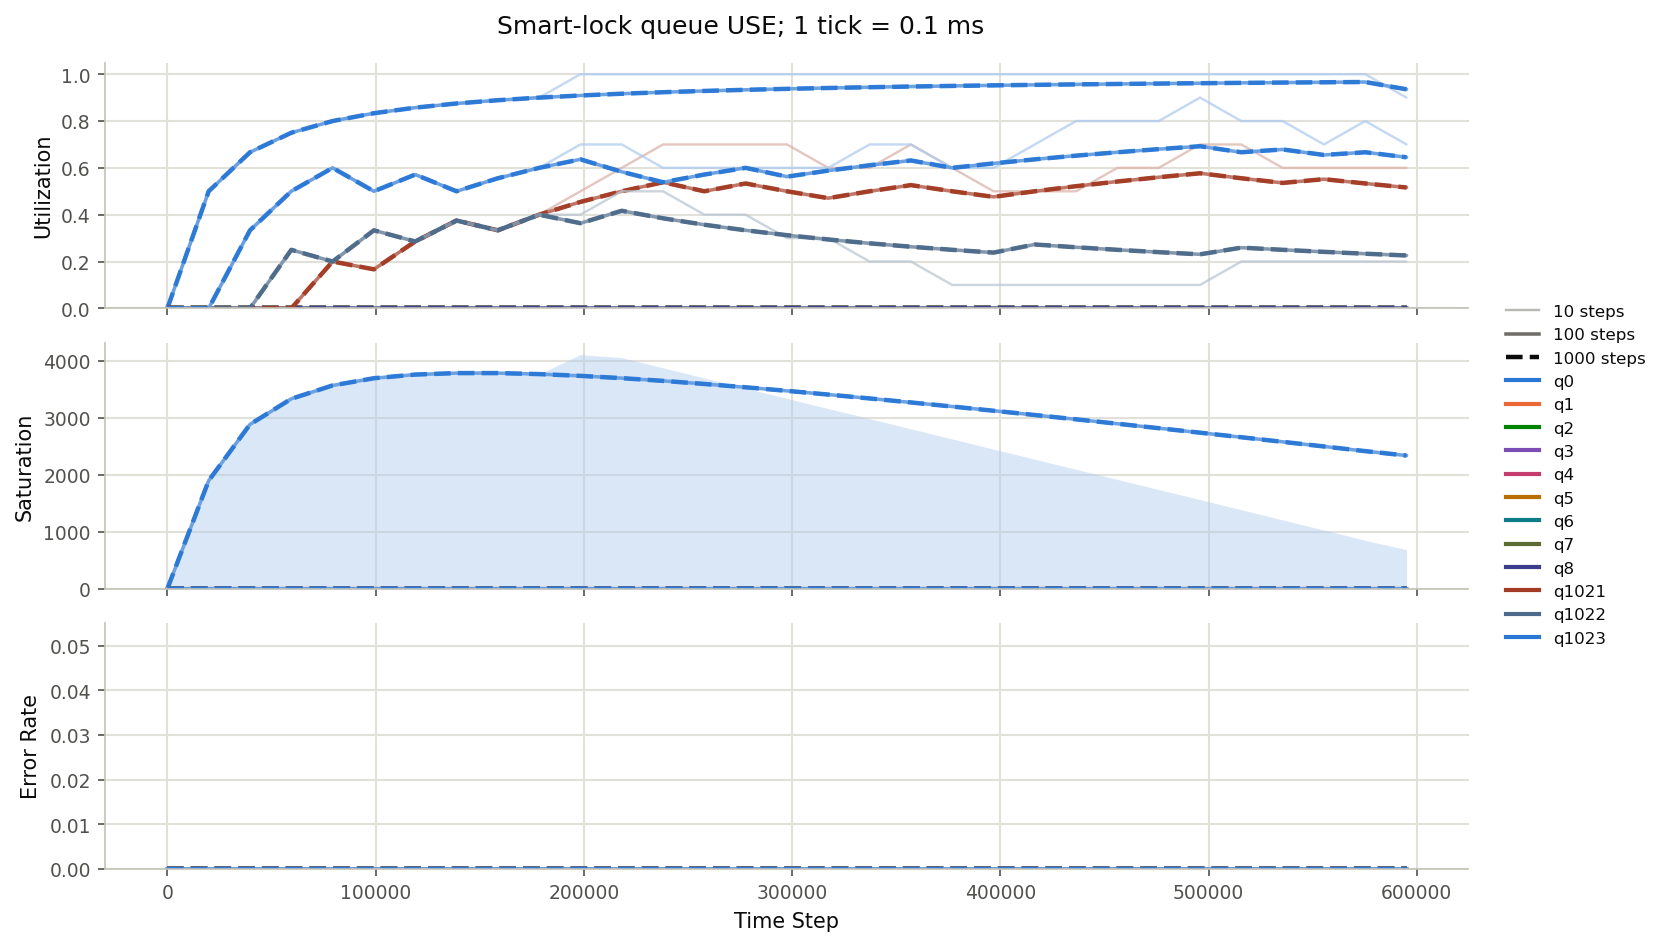 Smart-lock queue USE; 1 tick = 0.1 ms
Utilization
1.0
0.8
0.6
0.4
0.2
0.0
Saturation
4000
3000
2000
1000
0
Error Rate
0.05
0.04
0.03
0.02
0.01
0.00
0
100000
200000
300000
400000
500000
600000
Time Step
10 steps
100 steps
1000 steps
q0
q1
q2
q3
q4
q5
q6
q7
q8
q1021
q1022
q1023